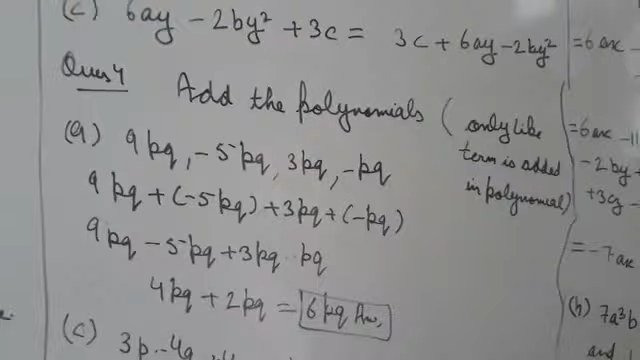 (c) 6ay - 2by² + 3c = 3c + 6ay - 2by²
Ques 4 Add the polynomials (only like term is added in polynomial)
(a) 9pq, -5pq, 3pq, -pq
9pq + (-5pq) + 3pq + (-pq)
9pq - 5pq + 3pq - pq
4pq + 2pq = 6pq Ans,
(c) 3p - 4q
= 6ax -
= 6ax - 11
- 2by +
+ 3cy -
= -7ax
(h) 7a³b
and